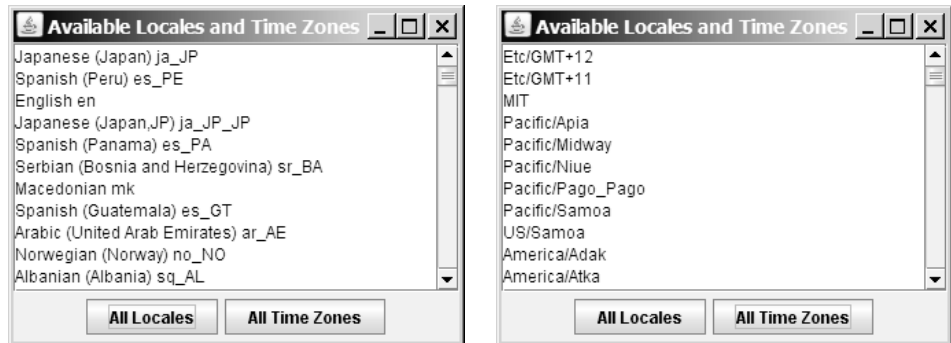 Available Locales and Time Zones
Japanese (Japan) ja_JP
Spanish (Peru) es_PE
English en
Japanese (Japan,JP) ja_JP_JP
Spanish (Panama) es_PA
Serbian (Bosnia and Herzegovina) sr_BA
Macedonian mk
Spanish (Guatemala) es_GT
Arabic (United Arab Emirates) ar_AE
Norwegian (Norway) no_NO
Albanian (Albania) sq_AL
All Locales All Time Zones
Available Locales and Time Zones
Etc/GMT+12
Etc/GMT+11
MIT
Pacific/Apia
Pacific/Midway
Pacific/Niue
Pacific/Pago_Pago
Pacific/Samoa
US/Samoa
America/Adak
America/Atka
All Locales All Time Zones